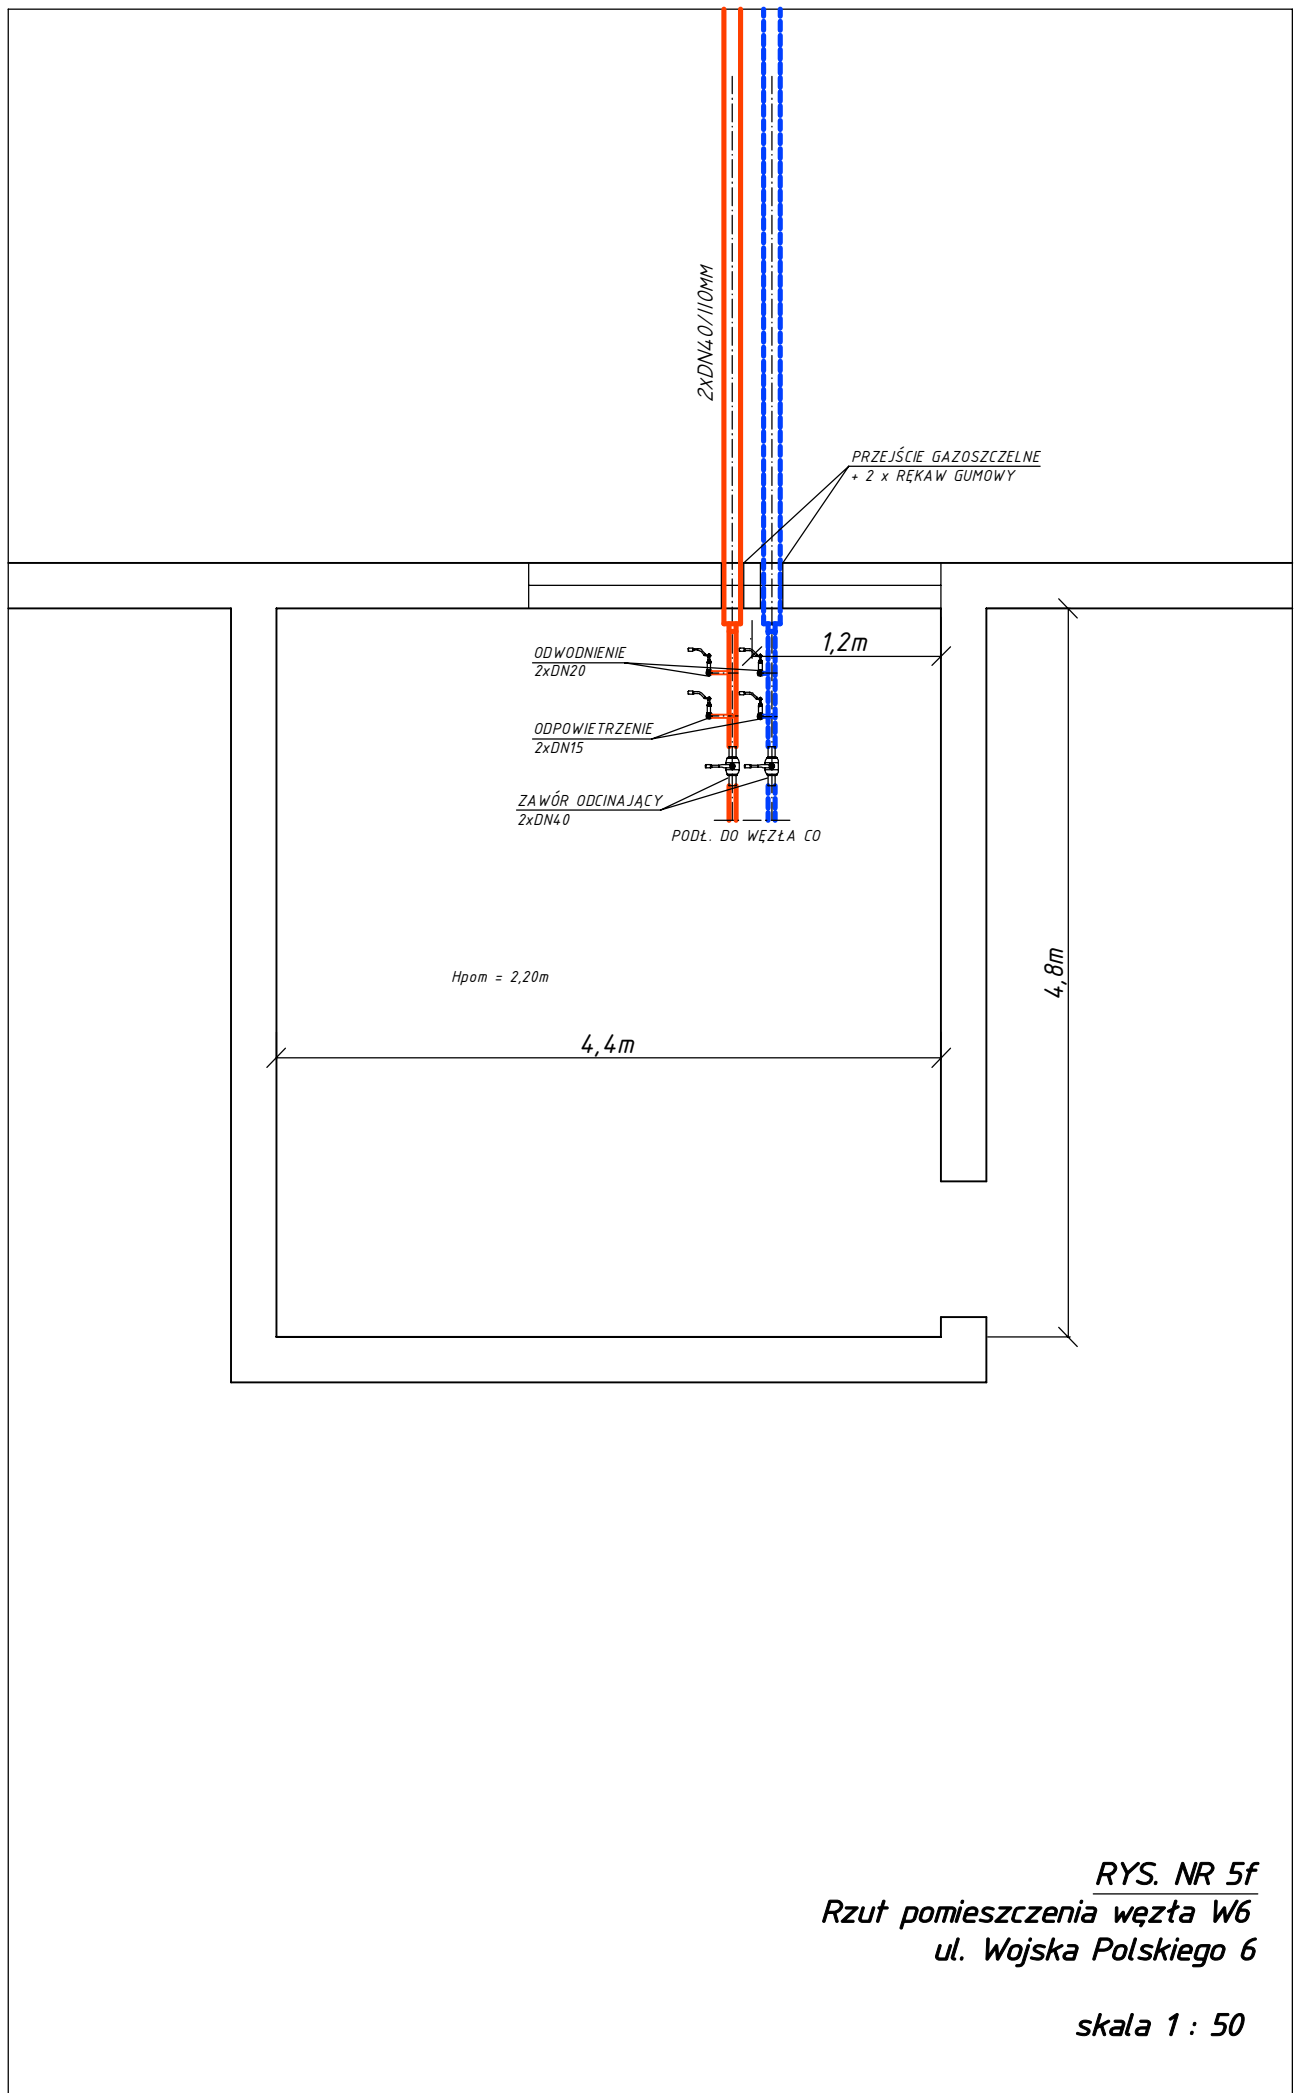 2xDN40/110MM
PRZEJŚCIE GAZOSZCZELNE
+ 2 x RĘKAW GUMOWY
ODWODNIENIE
2xDN20
1,2m
ODPOWIETRZENIE
2xDN15
ZAWÓR ODCINAJĄCY
2xDN40
PODŁ. DO WĘZŁA CO
Hpom = 2,20m
4,8m
4,4m
RYS. NR 5f
Rzut pomieszczenia węzła W6
ul. Wojska Polskiego 6
skala 1 : 50